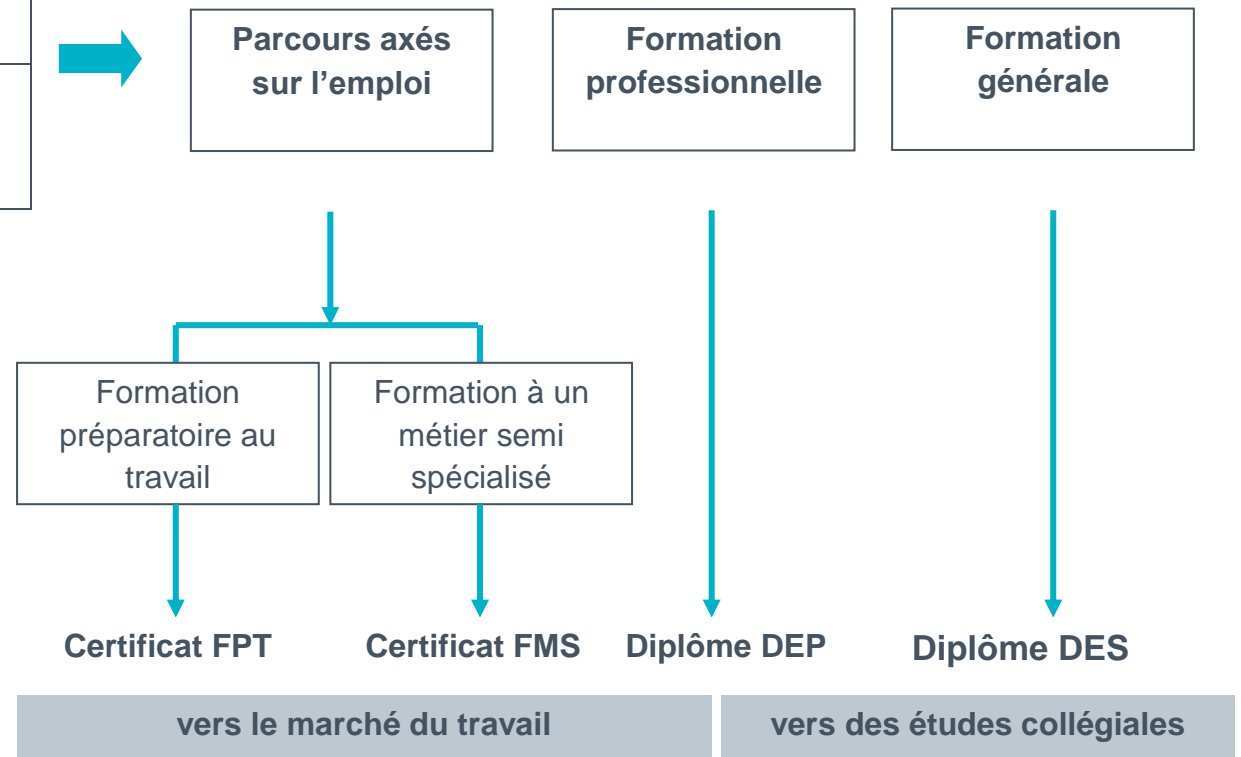 Parcours axés
sur l’emploi
Formation
professionnelle
Formation
générale
Formation
préparatoire au
travail
Formation à un
métier semi
spécialisé
Certificat FPT
Certificat FMS
Diplôme DEP
Diplôme DES
vers le marché du travail
vers des études collégiales